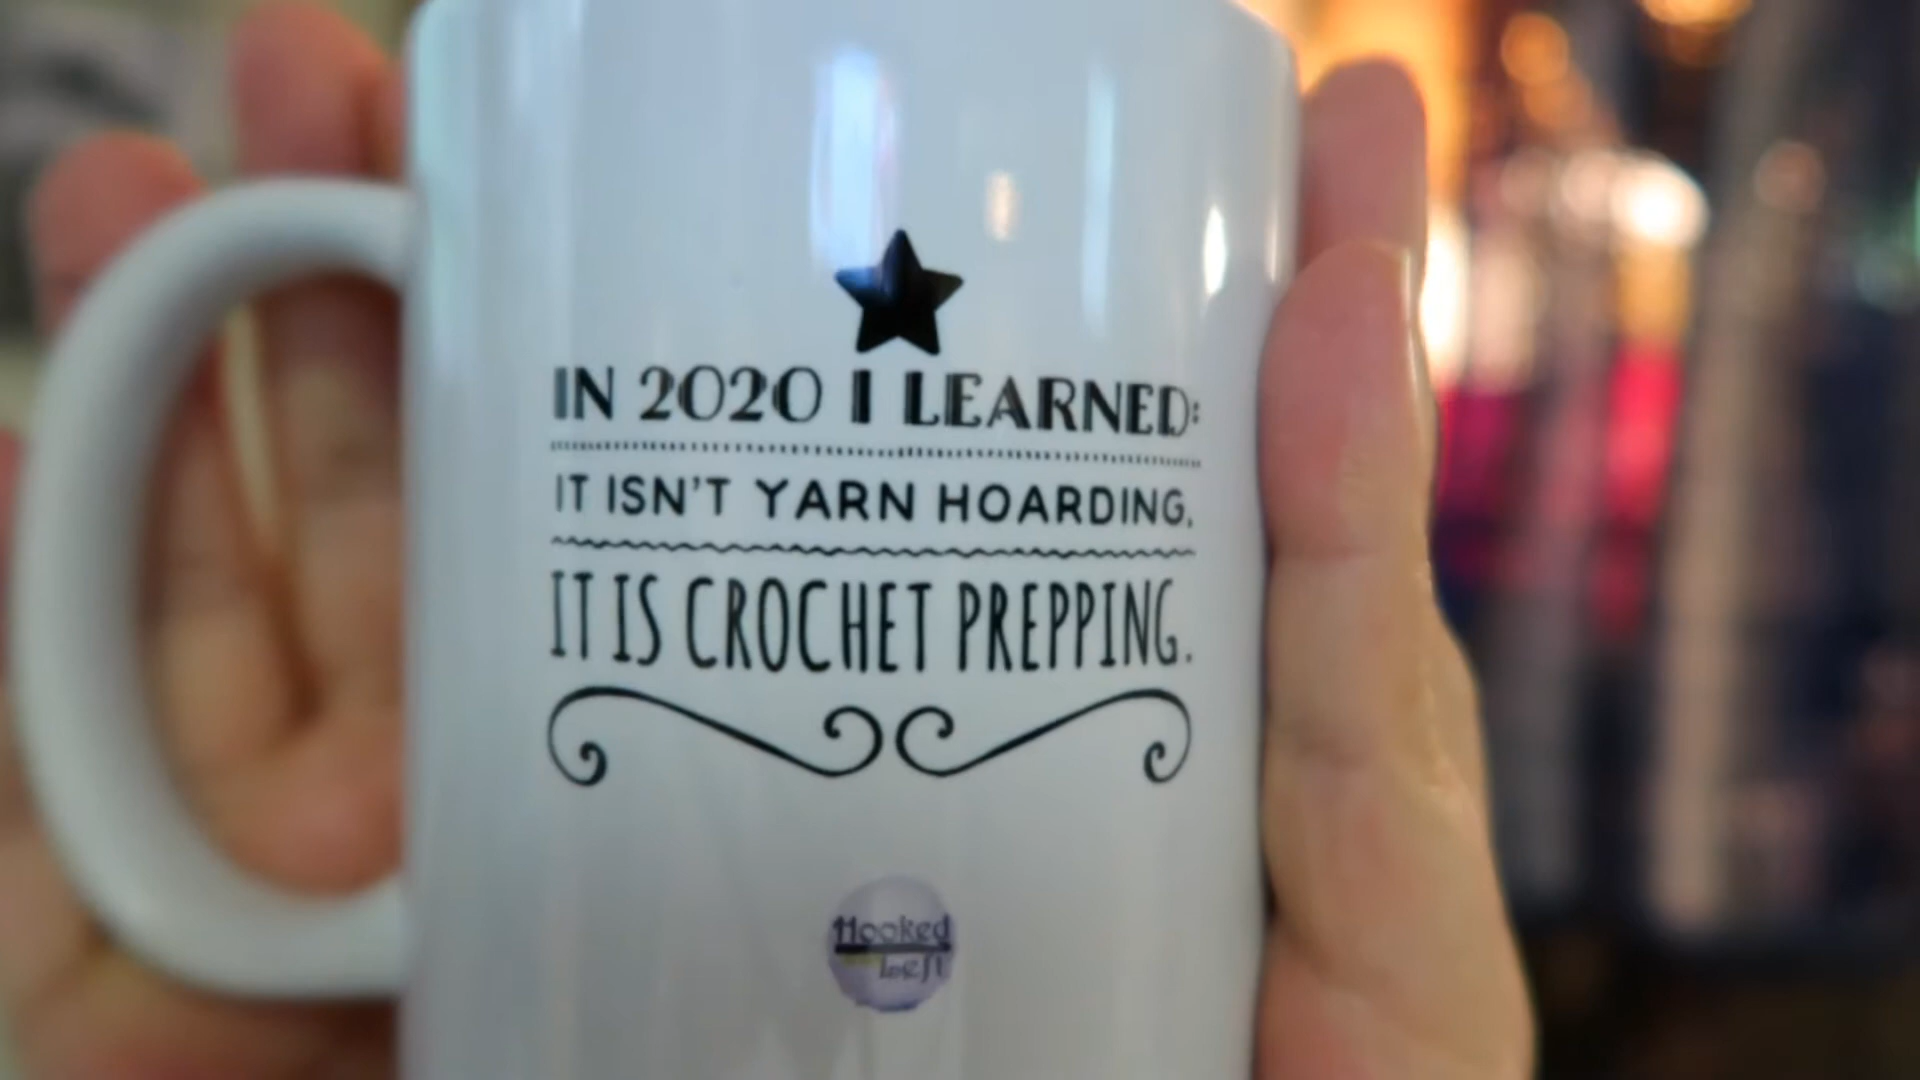 IN 2020 I LEARNED:
IT ISN'T YARN HOARDING,
IT IS CROCHET PREPPING.
Hooked
Left